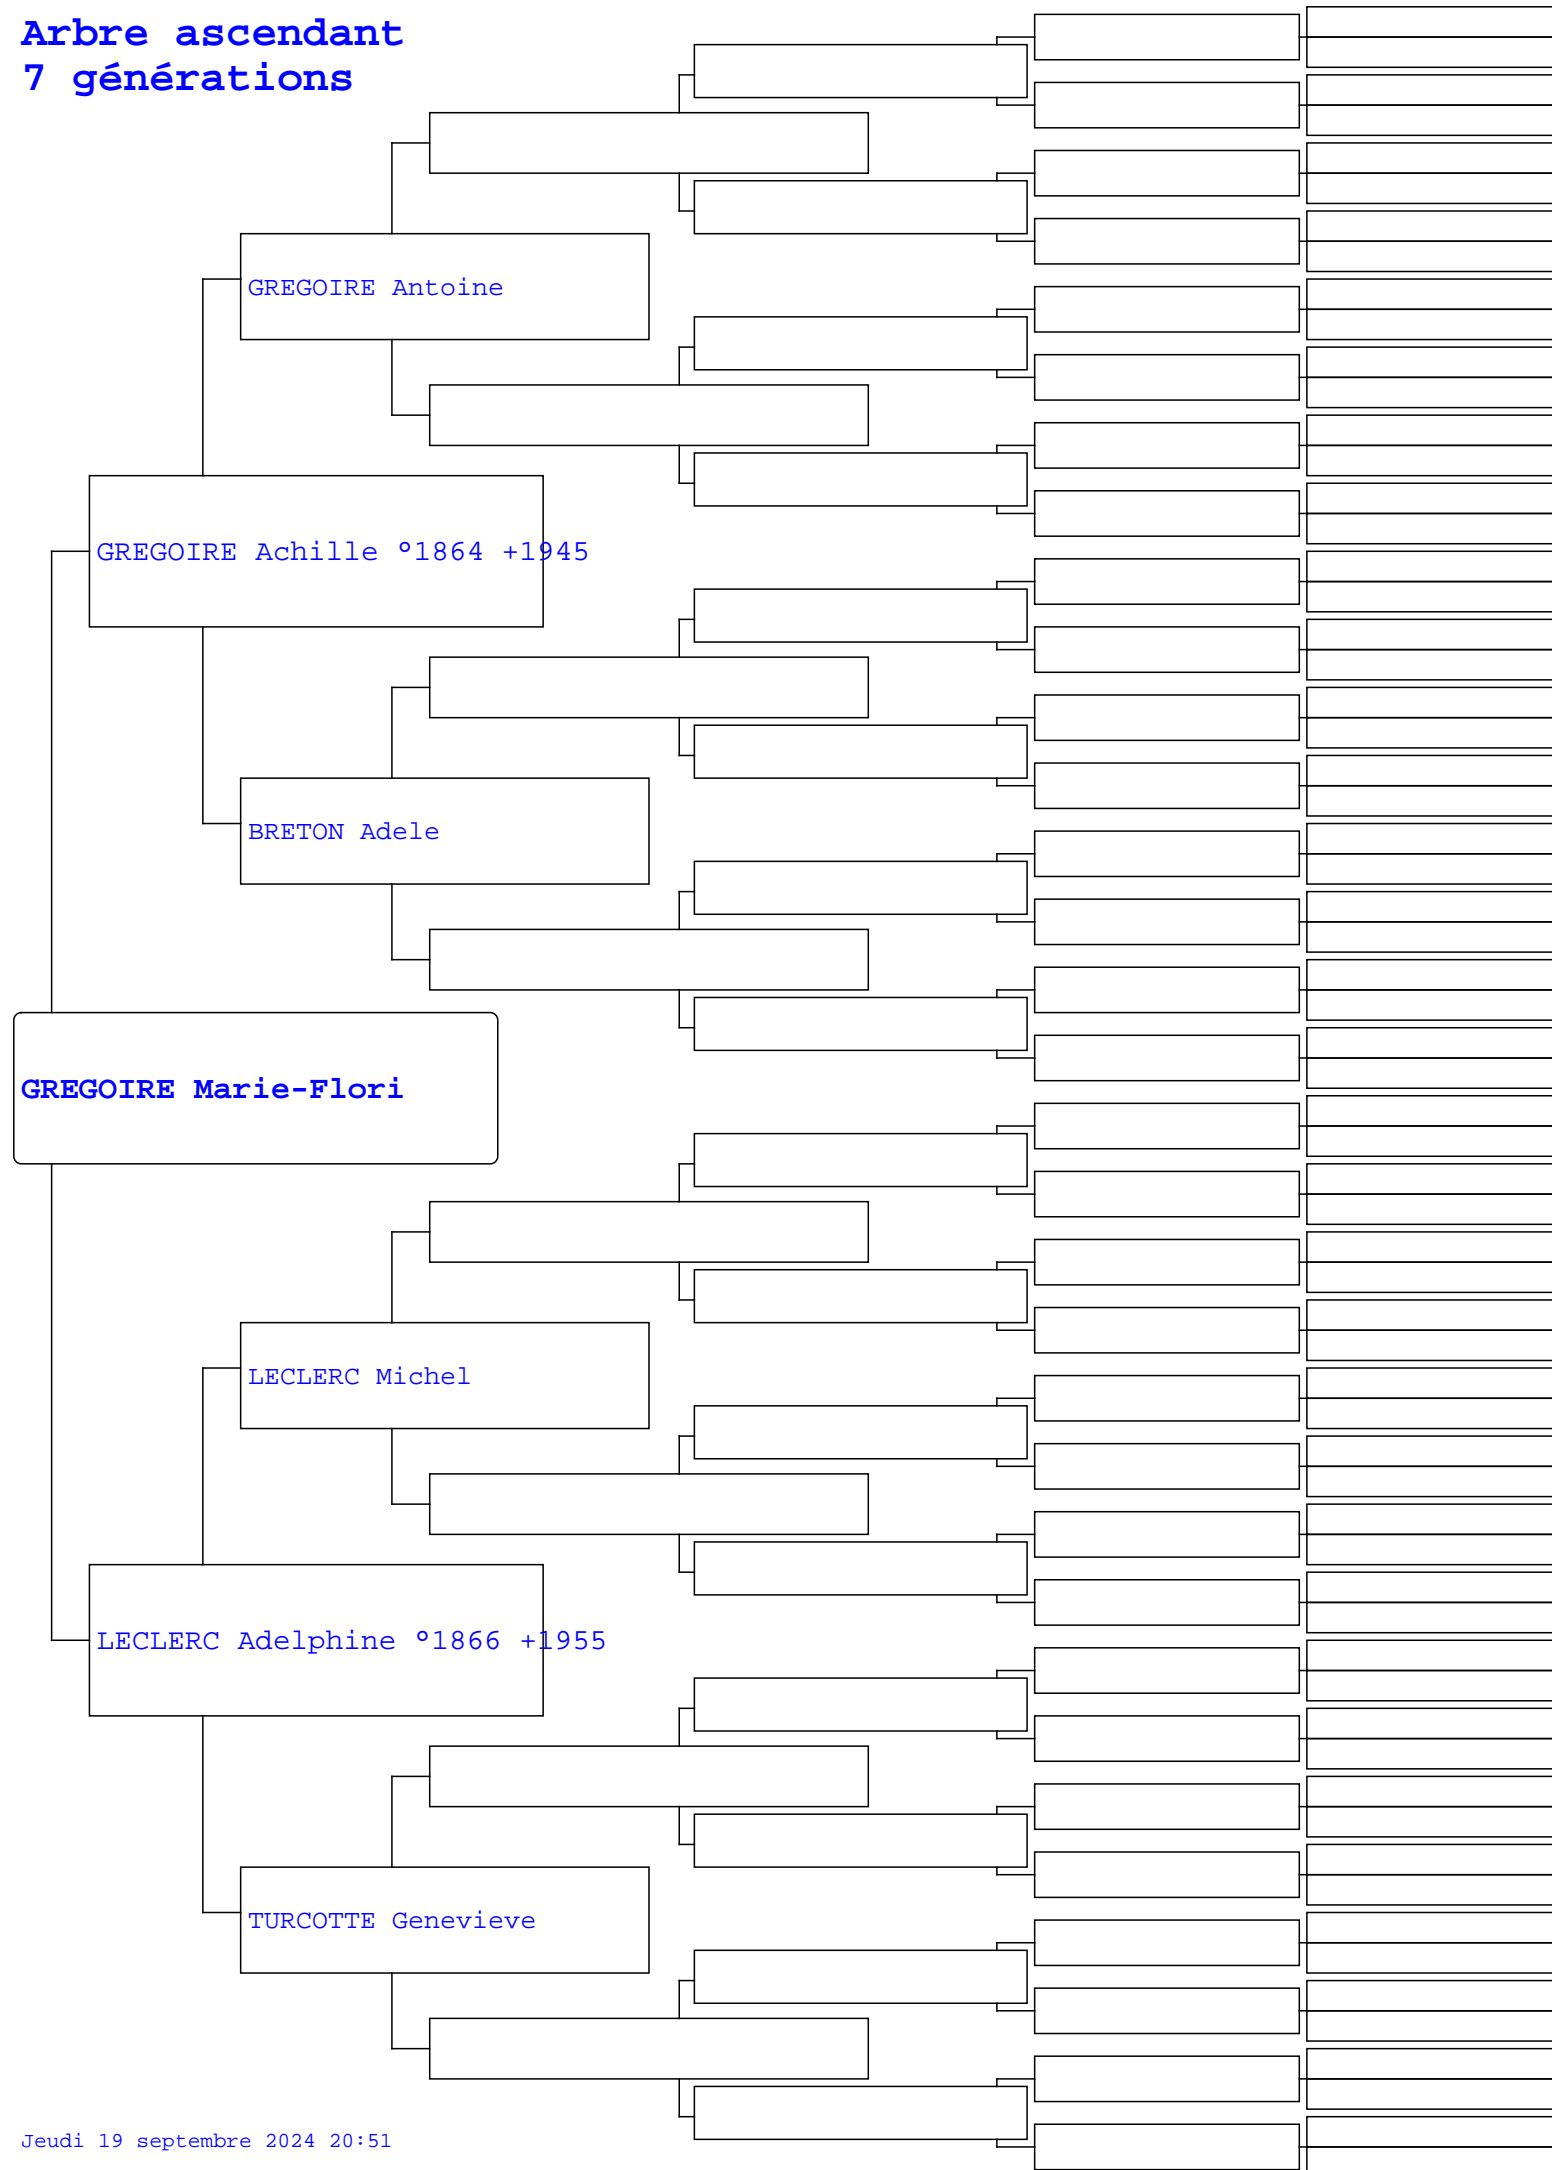 Arbre ascendant
7 générations
GREGOIRE Antoine
GREGOIRE Achille °1864 +1945
BRETON Adele
GREGOIRE Marie-Flori
LECLERC Michel
LECLERC Adelphine °1866 +1955
TURCOTTE Genevieve
Jeudi 19 septembre 2024 20:51